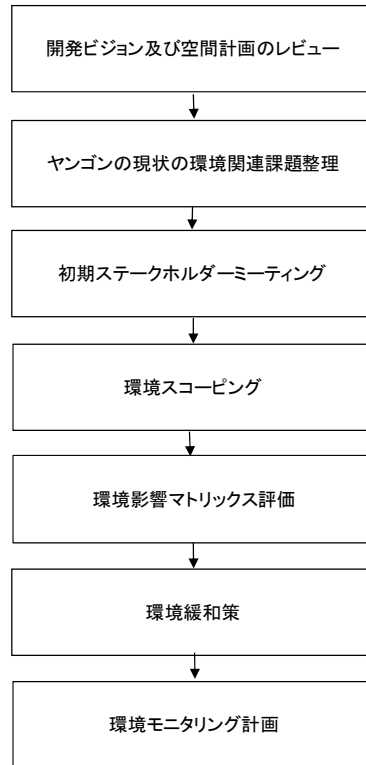 開発ビジョン及び空間計画のレビュー
ヤンゴンの現状の環境関連課題整理
初期ステークホルダーミーティング
環境スコーピング
環境影響マトリックス評価
環境緩和策
環境モニタリング計画